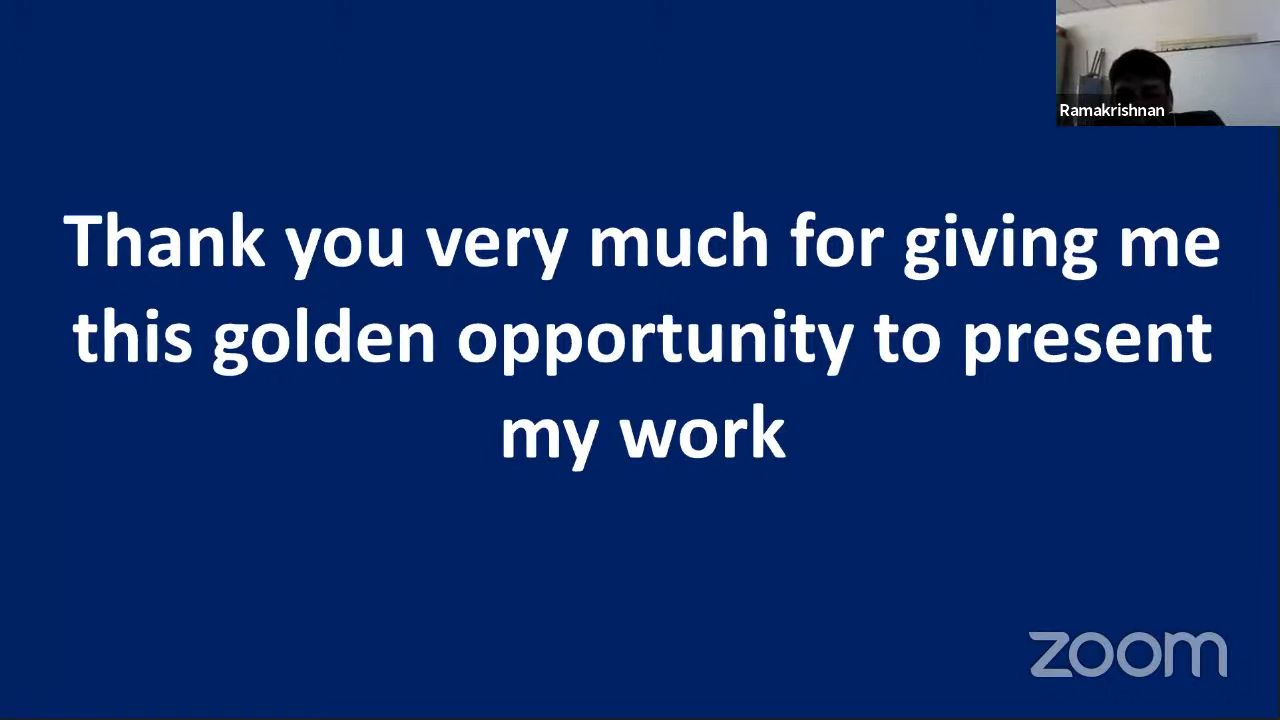 Ramakrishnan
Thank you very much for giving me
this golden opportunity to present
my work
zoom